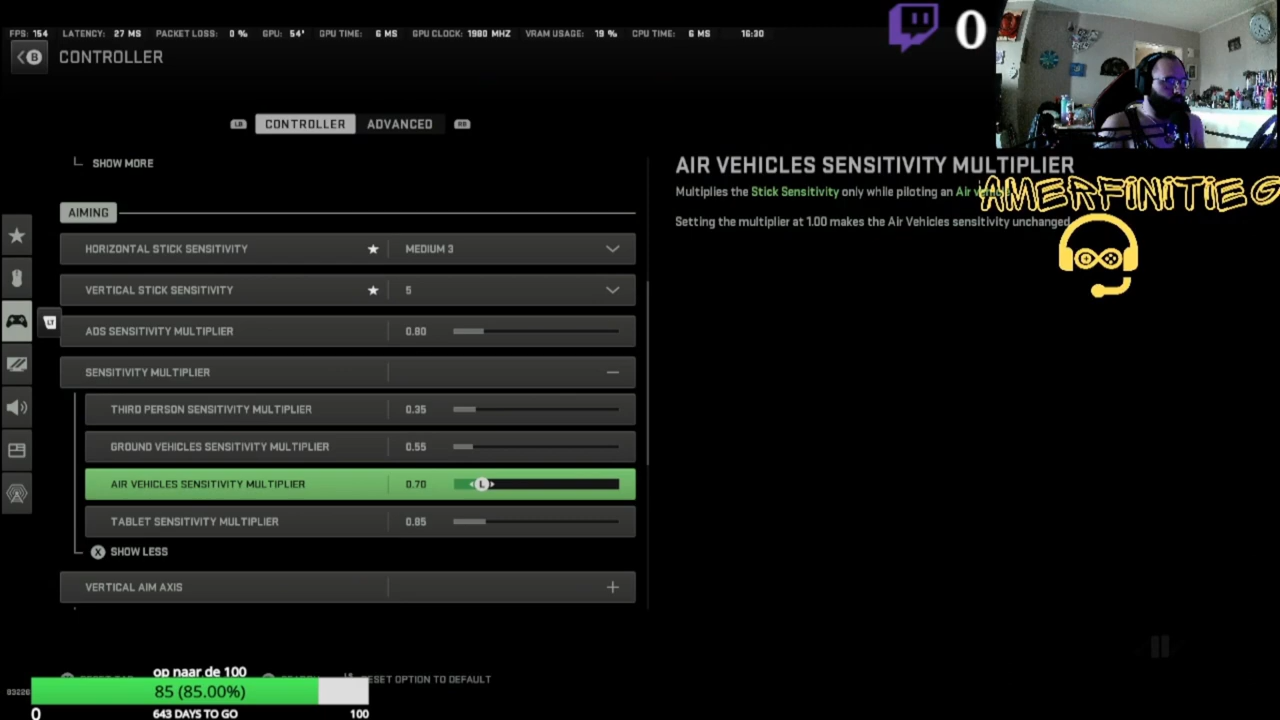 FPS: 154 LATENCY: 27 MS PACKET LOSS: 0 % GPU: 54° GPU TIME: 6 MS GPU CLOCK: 1980 MHZ VRAM USAGE: 19 % CPU TIME: 6 MS 16:30
0
B CONTROLLER
LB CONTROLLER ADVANCED RB
SHOW MORE
AIR VEHICLES SENSITIVITY MULTIPLIER
Multiplies the Stick Sensitivity only while piloting an Air
AMERFINITIEG
Setting the multiplier at 1.00 makes the Air Vehicles sensitivity unchanged
AIMING
HORIZONTAL STICK SENSITIVITY MEDIUM 3
VERTICAL STICK SENSITIVITY 5
LT
ADS SENSITIVITY MULTIPLIER 0.80
SENSITIVITY MULTIPLIER
THIRD PERSON SENSITIVITY MULTIPLIER 0.35
GROUND VEHICLES SENSITIVITY MULTIPLIER 0.55
AIR VEHICLES SENSITIVITY MULTIPLIER 0.70 L
TABLET SENSITIVITY MULTIPLIER 0.85
X SHOW LESS
VERTICAL AIM AXIS
op naar de 100
RESET OPTION TO DEFAULT
85 (85.00%)
0 643 DAYS TO GO 100